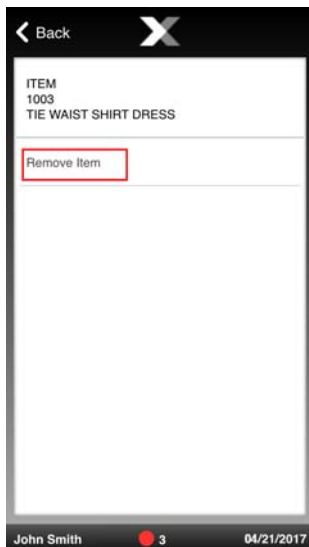 Back
ITEM
1003
TIE WAIST SHIRT DRESS
Remove Item
John Smith 3 04/21/2017